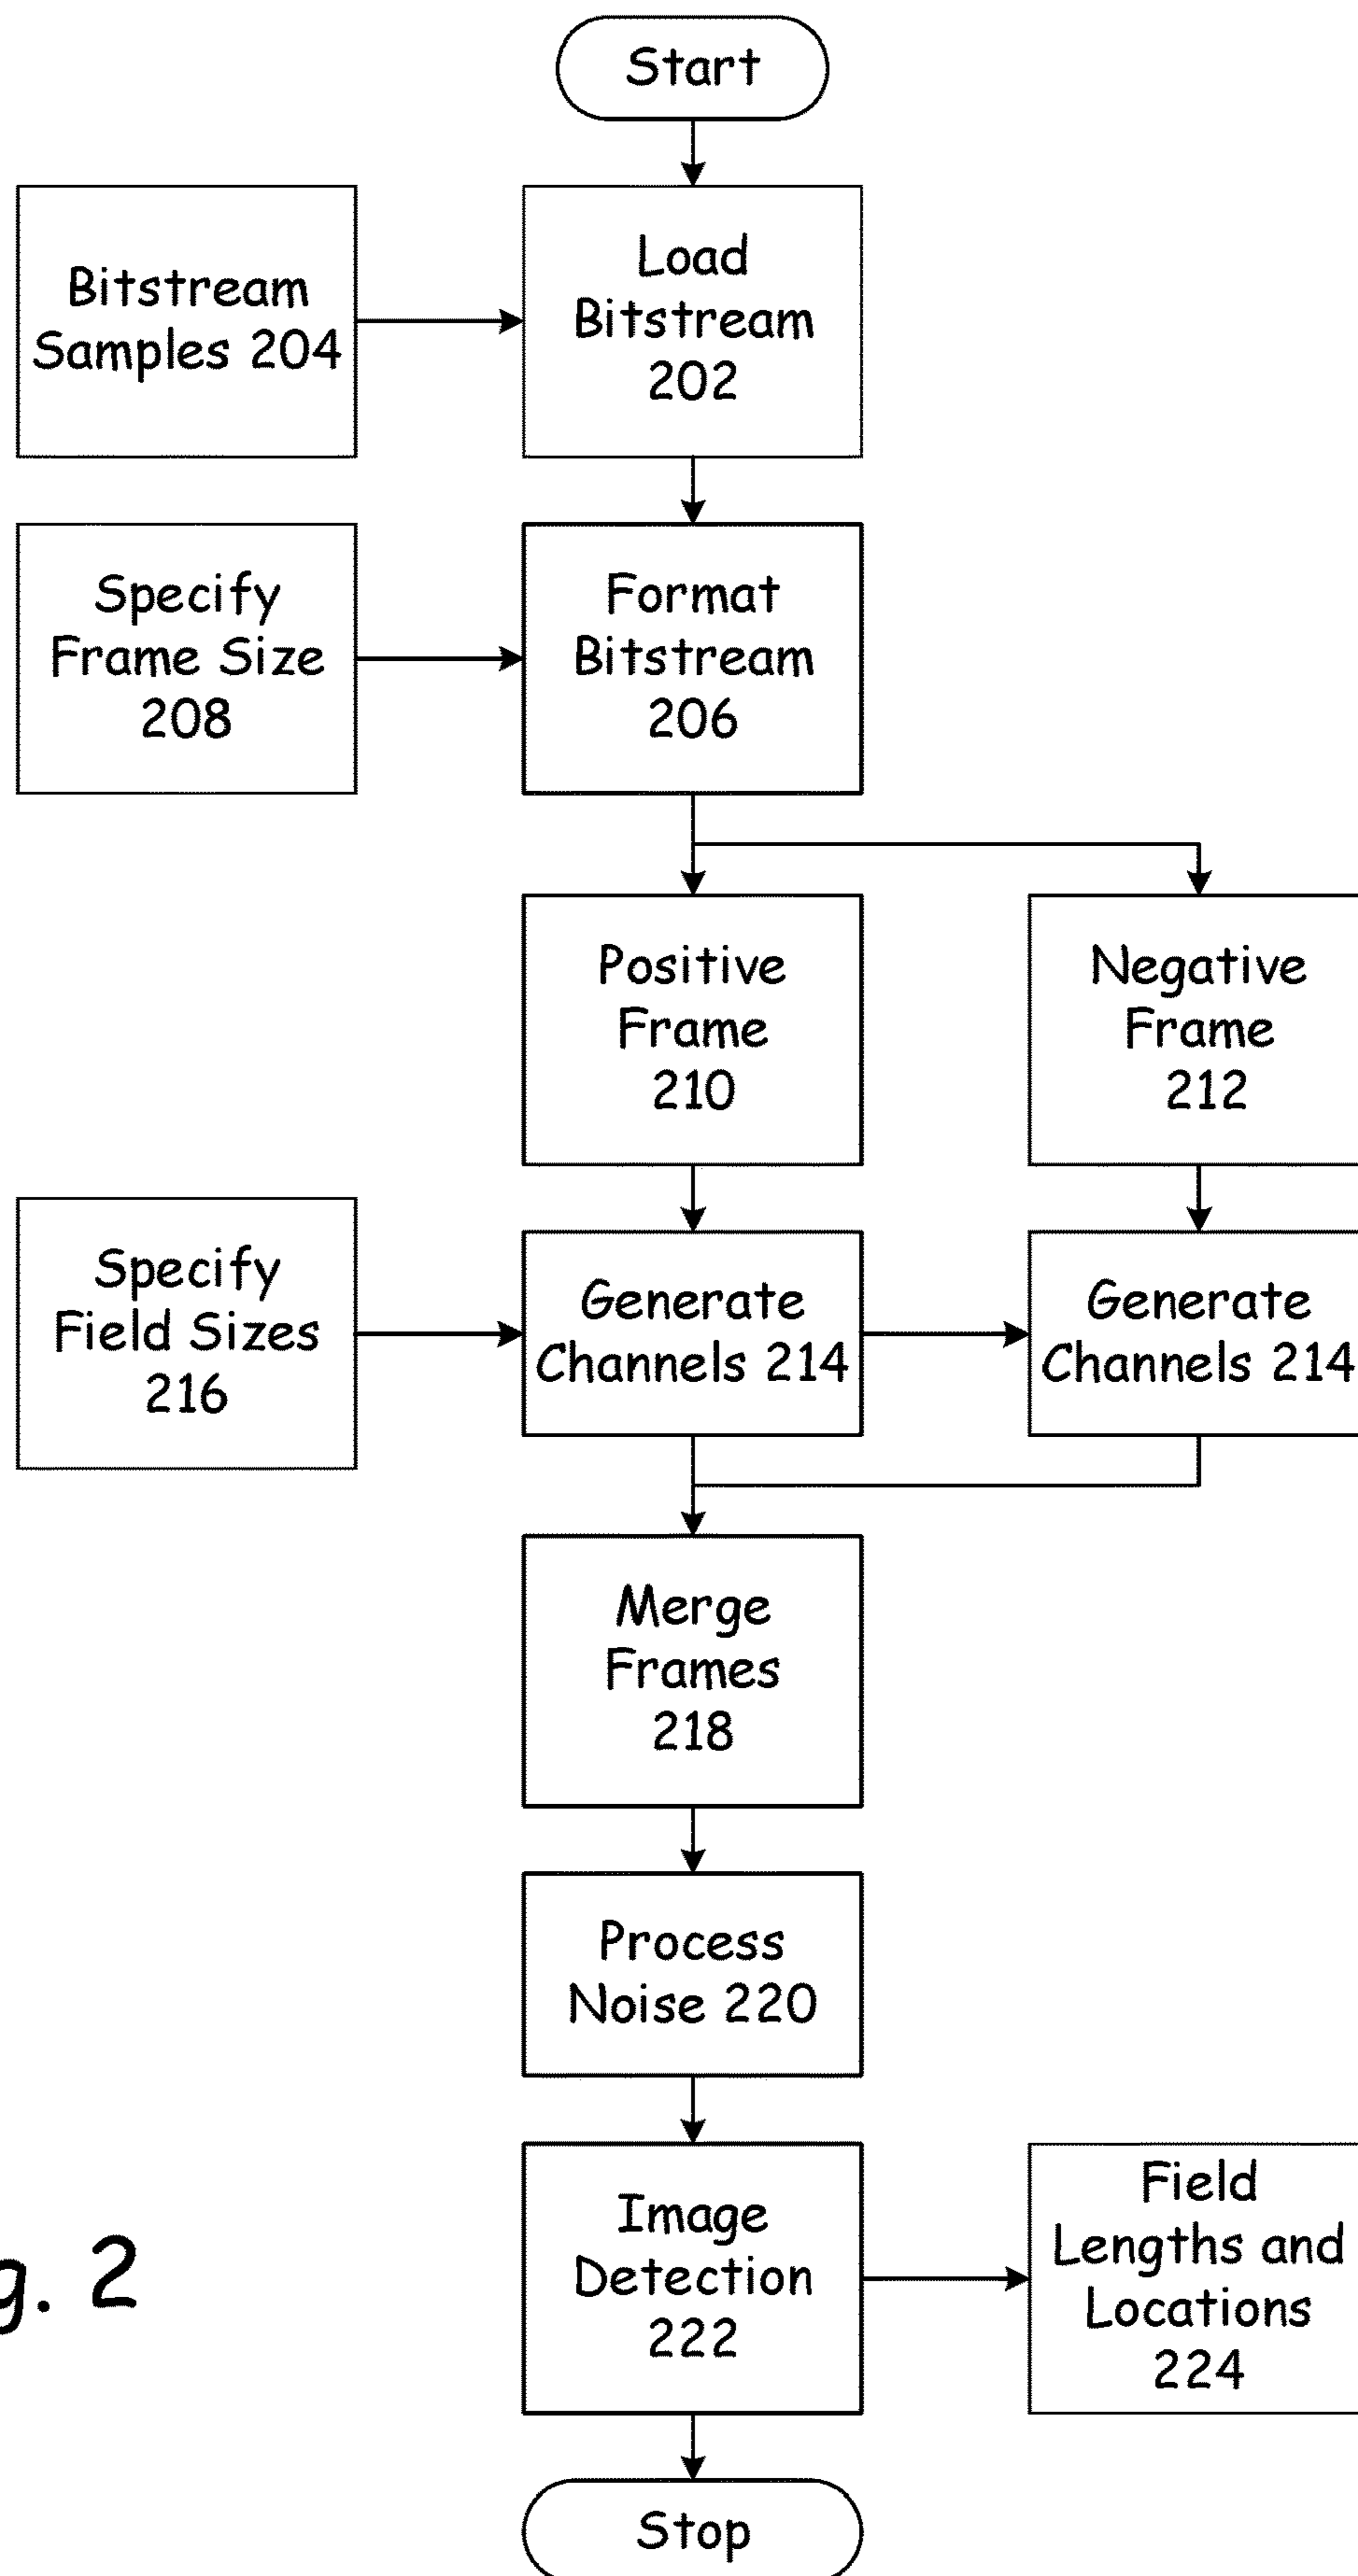 Start
Bitstream
Samples 204
Load
Bitstream
202
Specify
Frame Size
208
Format
Bitstream
206
Positive
Frame
210
Negative
Frame
212
Specify
Field Sizes
216
Generate
Channels 214
Generate
Channels 214
Merge
Frames
218
Process
Noise 220
Image
Detection
222
Field
Lengths and
Locations
224
g. 2
Stop